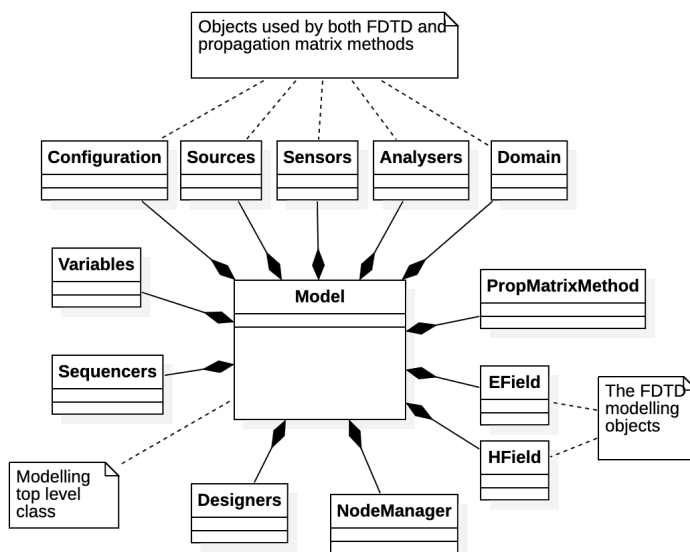 Objects used by both FDTD and
propagation matrix methods
Configuration
Sources
Sensors
Analysers
Domain
Variables
Model
PropMatrixMethod
Sequencers
EField
The FDTD
modelling
objects
HField
Modelling
top level
class
Designers
NodeManager